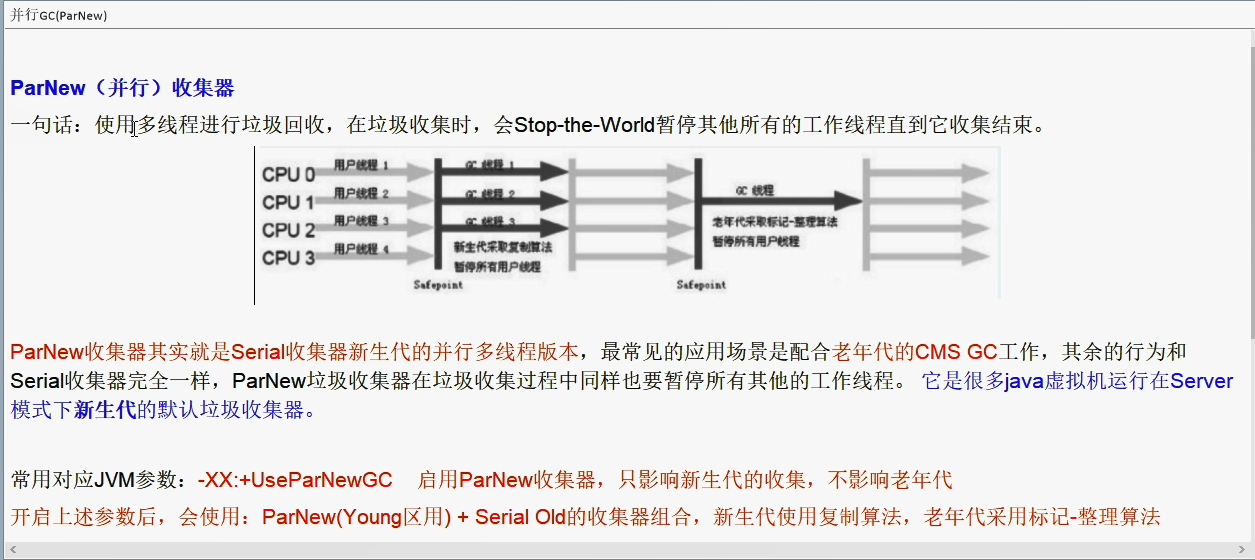 并行GC(ParNew)
ParNew（并行）收集器
一句话：使用多线程进行垃圾回收，在垃圾收集时，会Stop-the-World暂停其他所有的工作线程直到它收集结束。
CPU 0 用户线程 1 GC 线程 1
CPU 1 用户线程 2 GC 线程 2 GC 线程
CPU 2 用户线程 3 GC 线程 3 老年代采取标记-整理算法
CPU 3 用户线程 4 新生代采取复制算法 暂停所有用户线程
暂停所有用户线程
Safepoint Safepoint
ParNew收集器其实就是Serial收集器新生代的并行多线程版本，最常见的应用场景是配合老年代的CMS GC工作，其余的行为和
Serial收集器完全一样，ParNew垃圾收集器在垃圾收集过程中同样也要暂停所有其他的工作线程。 它是很多java虚拟机运行在Server
模式下新生代的默认垃圾收集器。
常用对应JVM参数：-XX:+UseParNewGC 启用ParNew收集器，只影响新生代的收集，不影响老年代
开启上述参数后，会使用：ParNew(Young区用) + Serial Old的收集器组合，新生代使用复制算法，老年代采用标记-整理算法